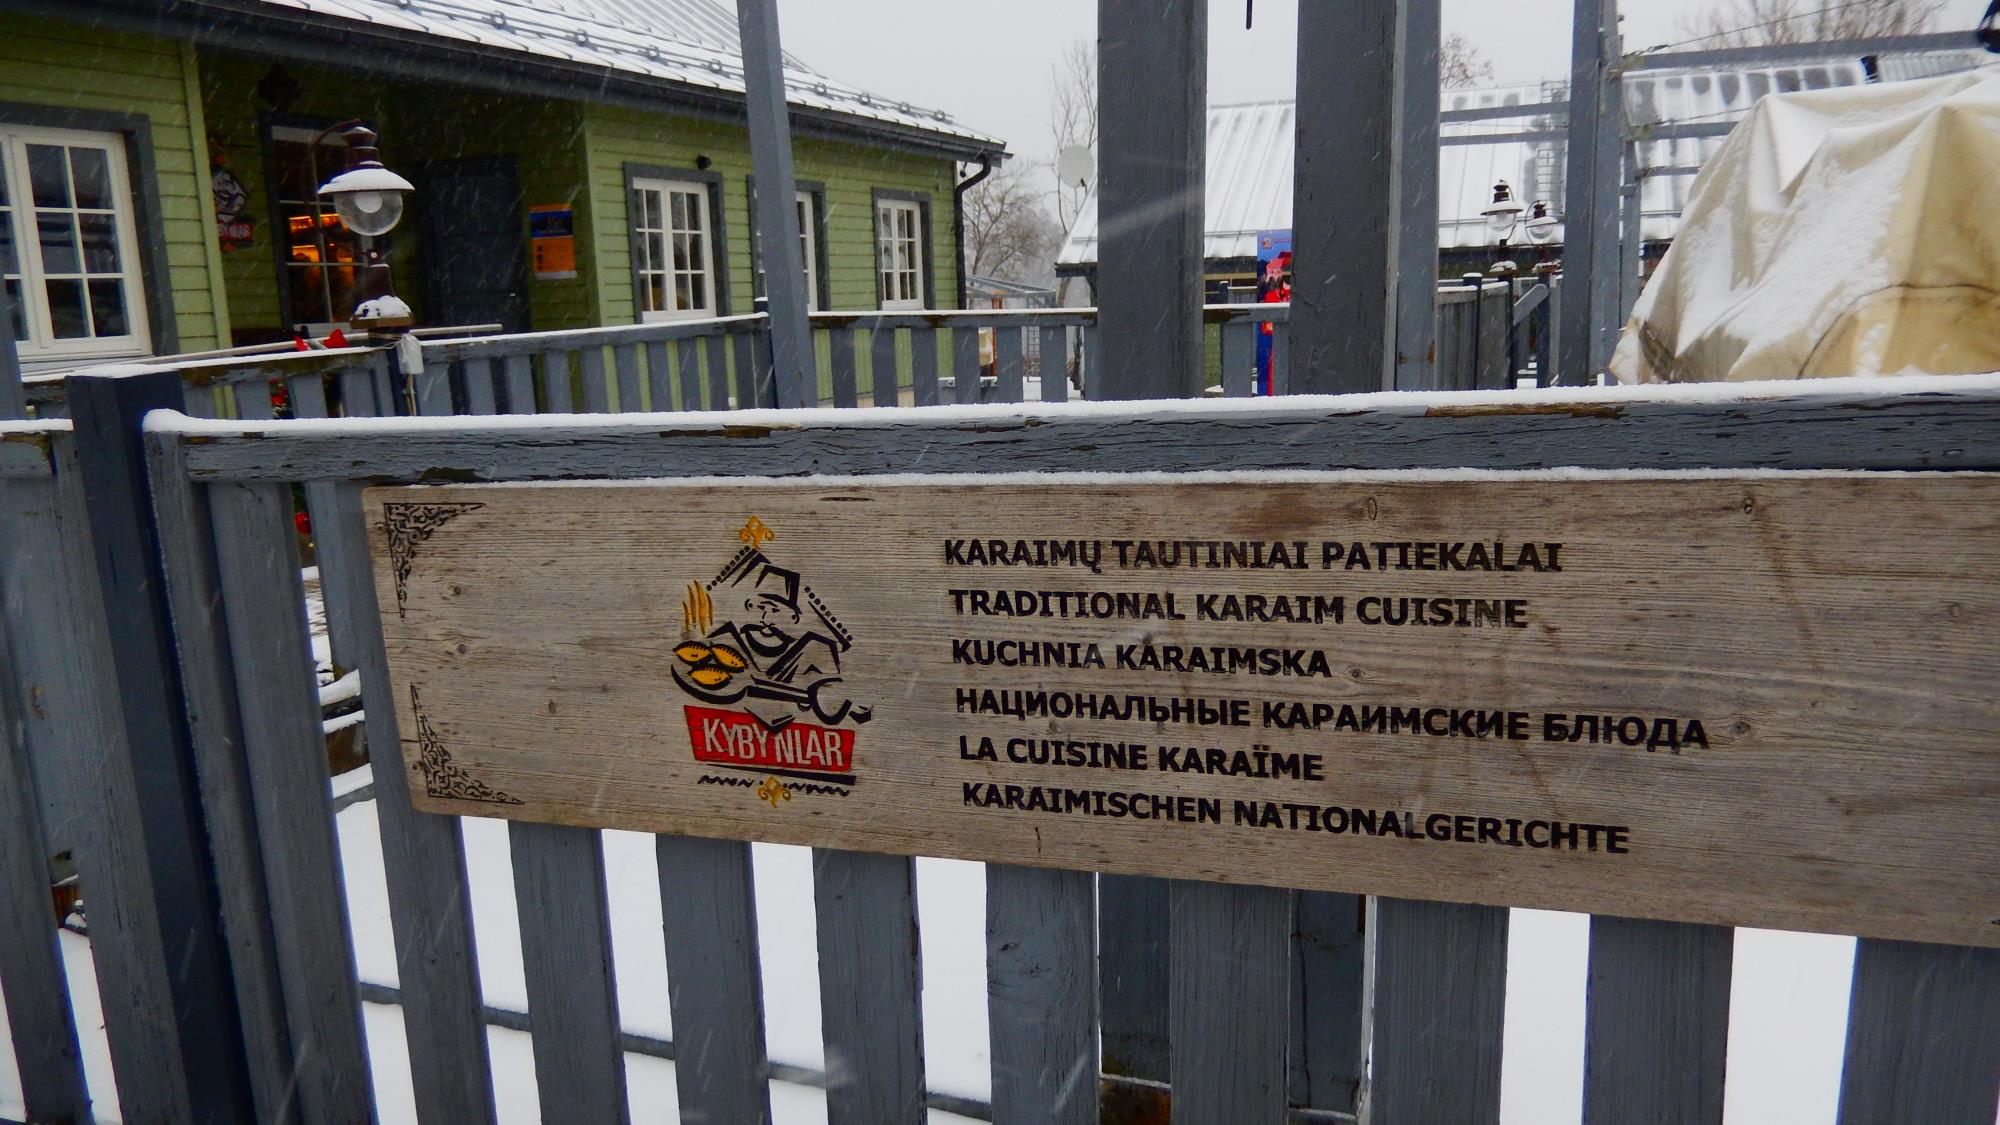 KYBYNLAR
KARAIMŲ TAUTINIAI PATIEKALAI
TRADITIONAL KARAIM CUISINE
KUCHNIA KARAIMSKA
НАЦИОНАЛЬНЫЕ КАРАИМСКИЕ БЛЮДА
LA CUISINE KARAÏME
KARAIMISCHEN NATIONALGERICHTE